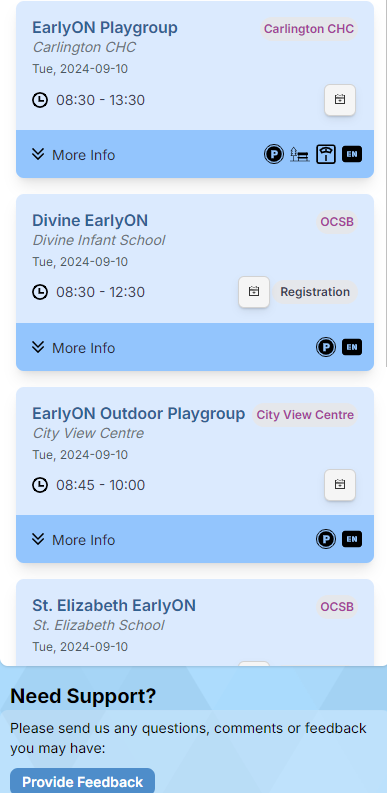 EarlyON Playgroup Carlington CHC
Carlington CHC
Tue, 2024-09-10
08:30 - 13:30
More Info P EN
Divine EarlyON OCSB
Divine Infant School
Tue, 2024-09-10
08:30 - 12:30 Registration
More Info P EN
EarlyON Outdoor Playgroup City View Centre
City View Centre
Tue, 2024-09-10
08:45 - 10:00
More Info P EN
St. Elizabeth EarlyON OCSB
St. Elizabeth School
Tue, 2024-09-10
Need Support?
Please send us any questions, comments or feedback
you may have:
Provide Feedback